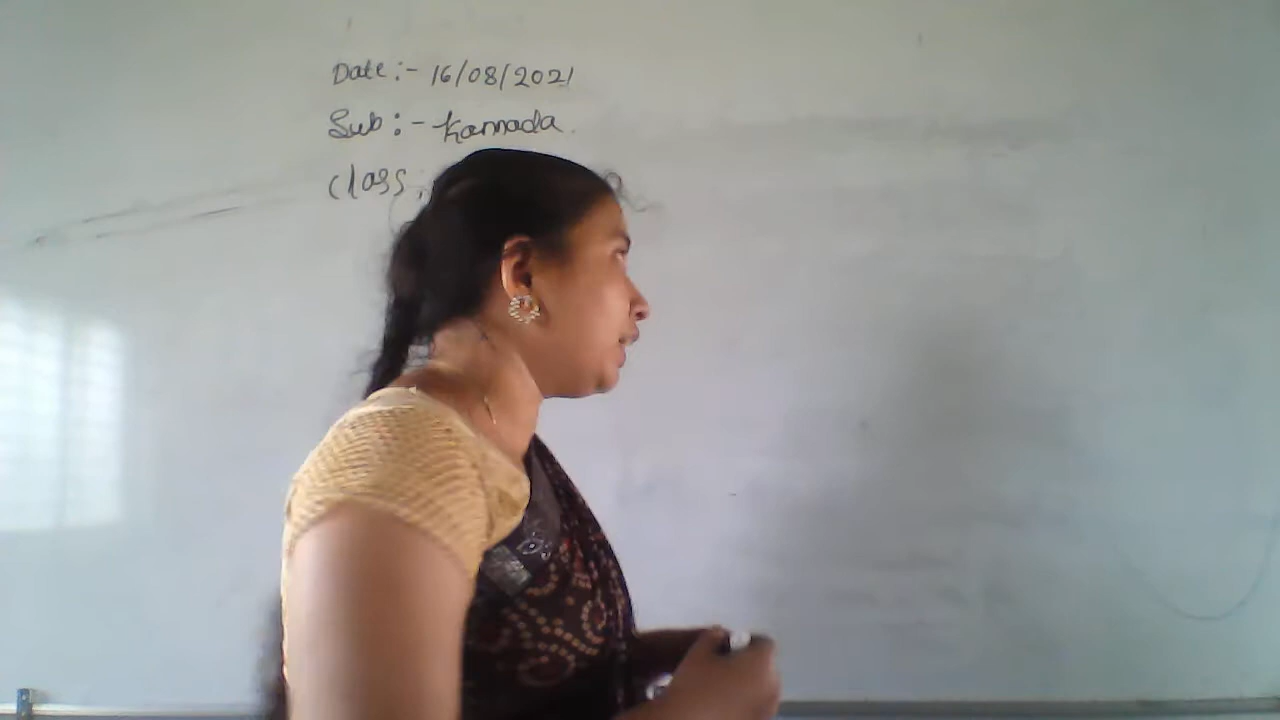 Date :- 16/08/2021
Sub :- Kannada.
Class